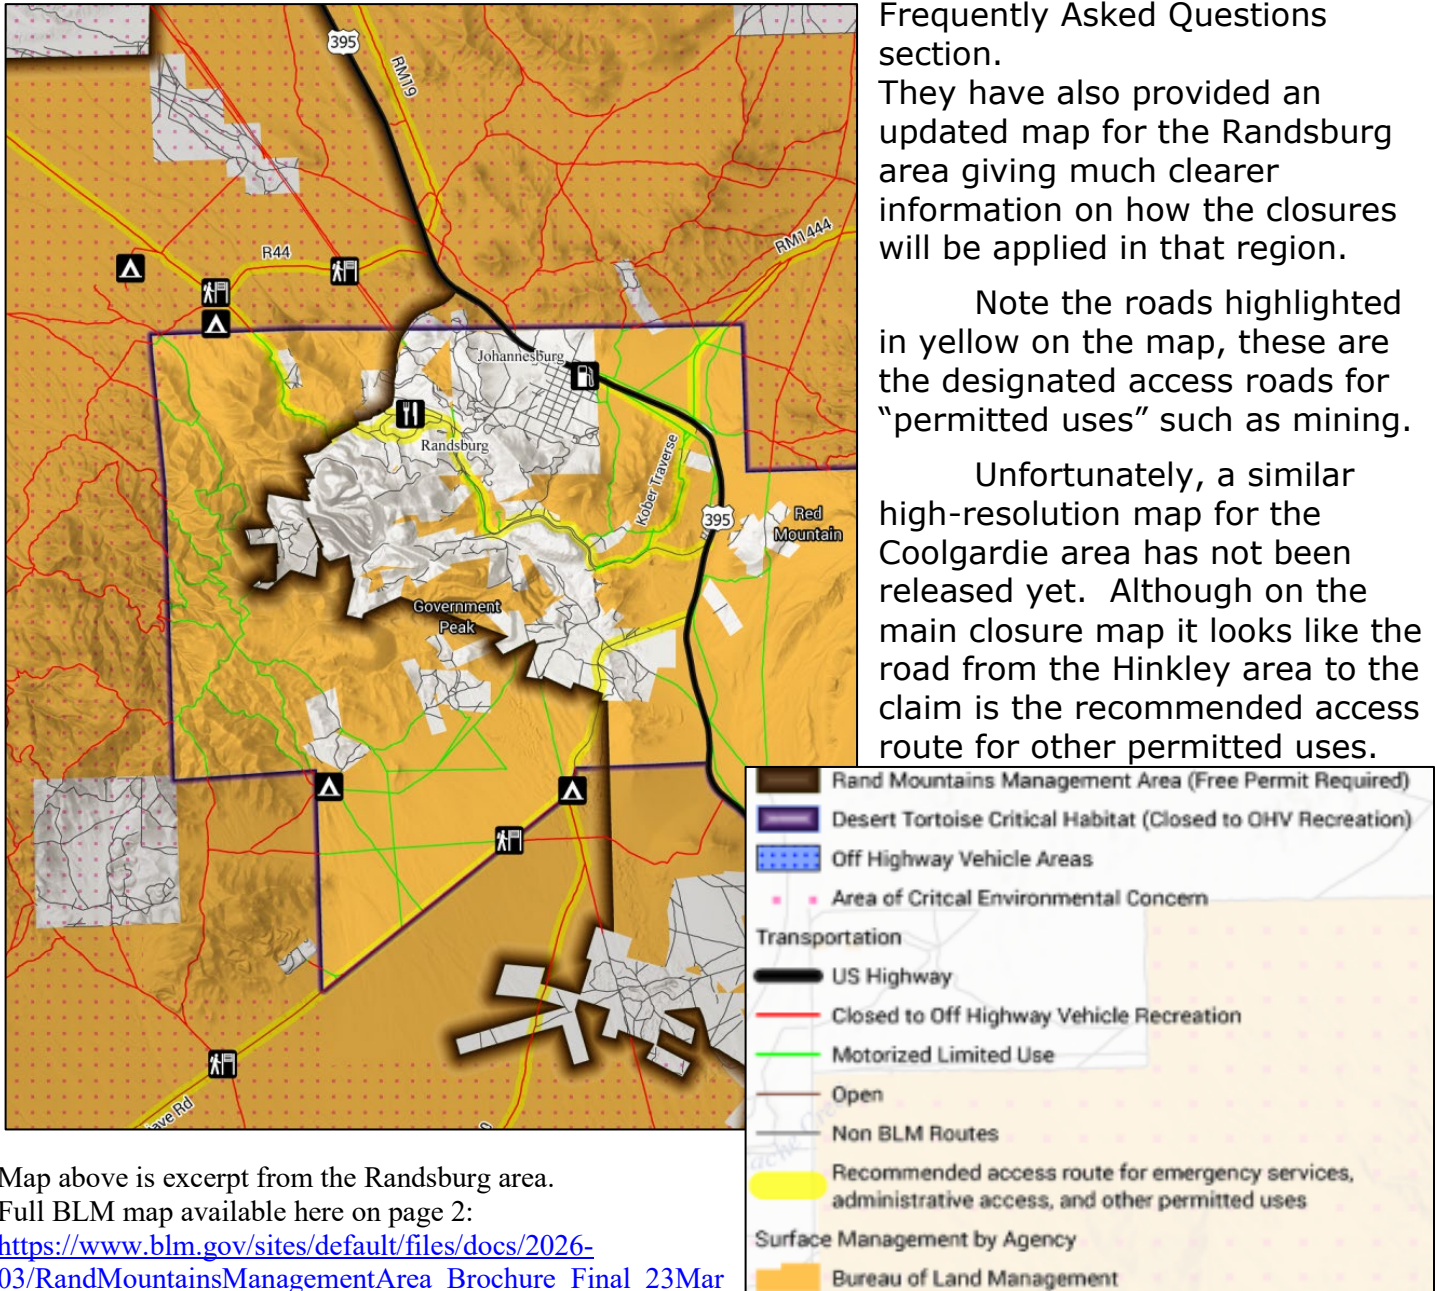 Frequently Asked Questions
section.
They have also provided an
updated map for the Randsburg
area giving much clearer
information on how the closures
will be applied in that region.
Note the roads highlighted
in yellow on the map, these are
the designated access roads for
“permitted uses” such as mining.
Unfortunately, a similar
high-resolution map for the
Coolgardie area has not been
released yet.  Although on the
main closure map it looks like the
road from the Hinkley area to the
claim is the recommended access
route for other permitted uses.
395
RM19
R44
RM1444
Johannesburg
Randsburg
Kober Traverse
395
Red
Mountain
Government
Peak
ave Rd
Rand Mountains Management Area (Free Permit Required)
Desert Tortoise Critical Habitat (Closed to OHV Recreation)
Off Highway Vehicle Areas
Area of Critcal Environmental Concern
Transportation
US Highway
Closed to Off Highway Vehicle Recreation
Motorized Limited Use
Open
Non BLM Routes
Recommended access route for emergency services,
administrative access, and other permitted uses
Surface Management by Agency
Bureau of Land Management
Map above is excerpt from the Randsburg area.
Full BLM map available here on page 2:
https://www.blm.gov/sites/default/files/docs/2026-
03/RandMountainsManagementArea_Brochure_Final_23Mar